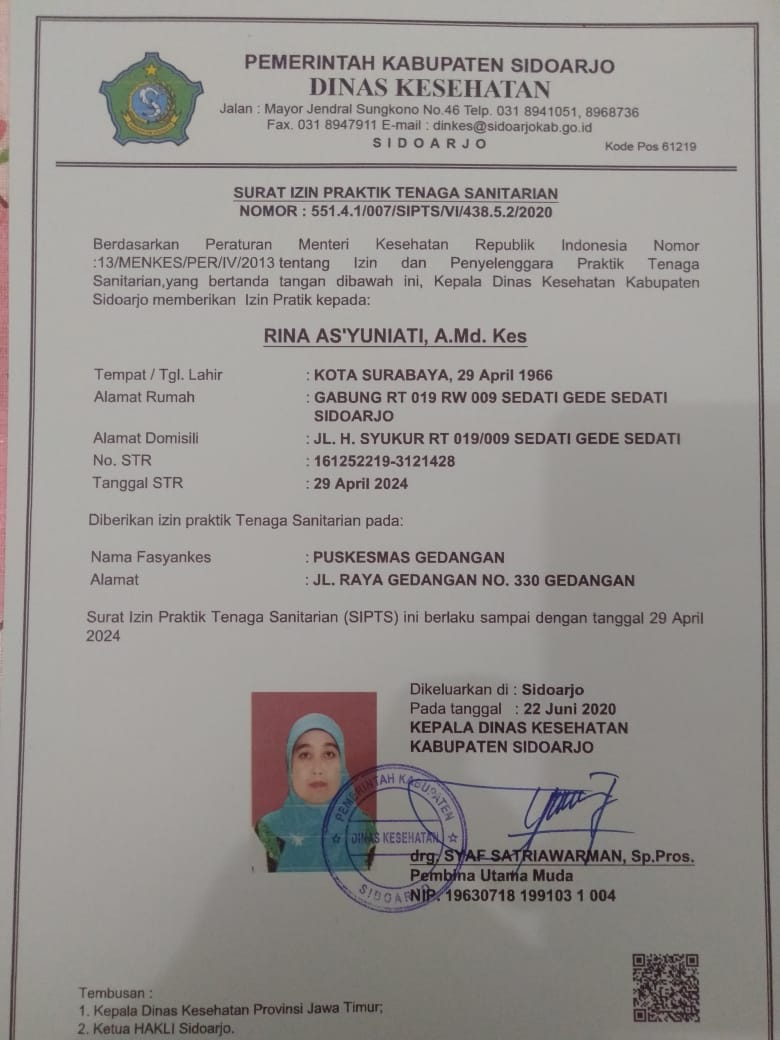 PEMERINTAH KABUPATEN SIDOARJO
DINAS KESEHATAN
Jalan : Mayor Jendral Sungkono No.46 Telp. 031 8941051, 8968736
Fax. 031 8947911 E-mail : dinkes@sidoarjokab.go.id
S I D O A R J O
Kode Pos 61219
SURAT IZIN PRAKTIK TENAGA SANITARIAN
NOMOR : 551.4.1/007/SIPTS/VI/438.5.2/2020
Berdasarkan Peraturan Menteri Kesehatan Republik Indonesia Nomor
:13/MENKES/PER/IV/2013 tentang Izin dan Penyelenggara Praktik Tenaga
Sanitarian,yang bertanda tangan dibawah ini, Kepala Dinas Kesehatan Kabupaten
Sidoarjo memberikan Izin Pratik kepada:
RINA AS'YUNIATI, A.Md. Kes
Tempat / Tgl. Lahir : KOTA SURABAYA, 29 April 1966
Alamat Rumah : GABUNG RT 019 RW 009 SEDATI GEDE SEDATI
SIDOARJO
Alamat Domisili : JL. H. SYUKUR RT 019/009 SEDATI GEDE SEDATI
No. STR : 161252219-3121428
Tanggal STR : 29 April 2024
Diberikan izin praktik Tenaga Sanitarian pada:
Nama Fasyankes : PUSKESMAS GEDANGAN
Alamat : JL. RAYA GEDANGAN NO. 330 GEDANGAN
Surat Izin Praktik Tenaga Sanitarian (SIPTS) ini berlaku sampai dengan tanggal 29 April
2024
Dikeluarkan di : Sidoarjo
Pada tanggal : 22 Juni 2020
KEPALA DINAS KESEHATAN
KABUPATEN SIDOARJO
PEMERINTAH KABUPATEN
DINAS KESEHATAN
SIDOARJO
drg. SYAF SATRIAWARMAN, Sp.Pros.
Pembina Utama Muda
NIP. 19630718 199103 1 004
Tembusan :
1. Kepala Dinas Kesehatan Provinsi Jawa Timur;
2. Ketua HAKLI Sidoarjo.